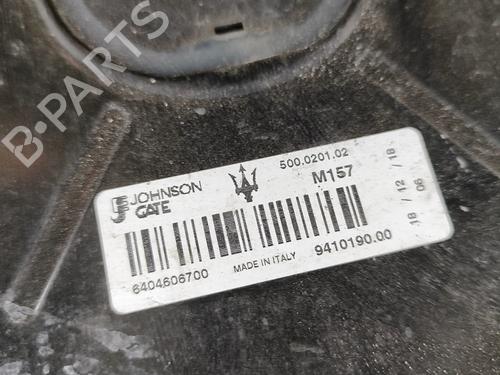 B-PARTS
JOHNSON
GATE
500.0201.02
M157
18 / 12 / 18
06
6404606700
MADE IN ITALY
9410190.00